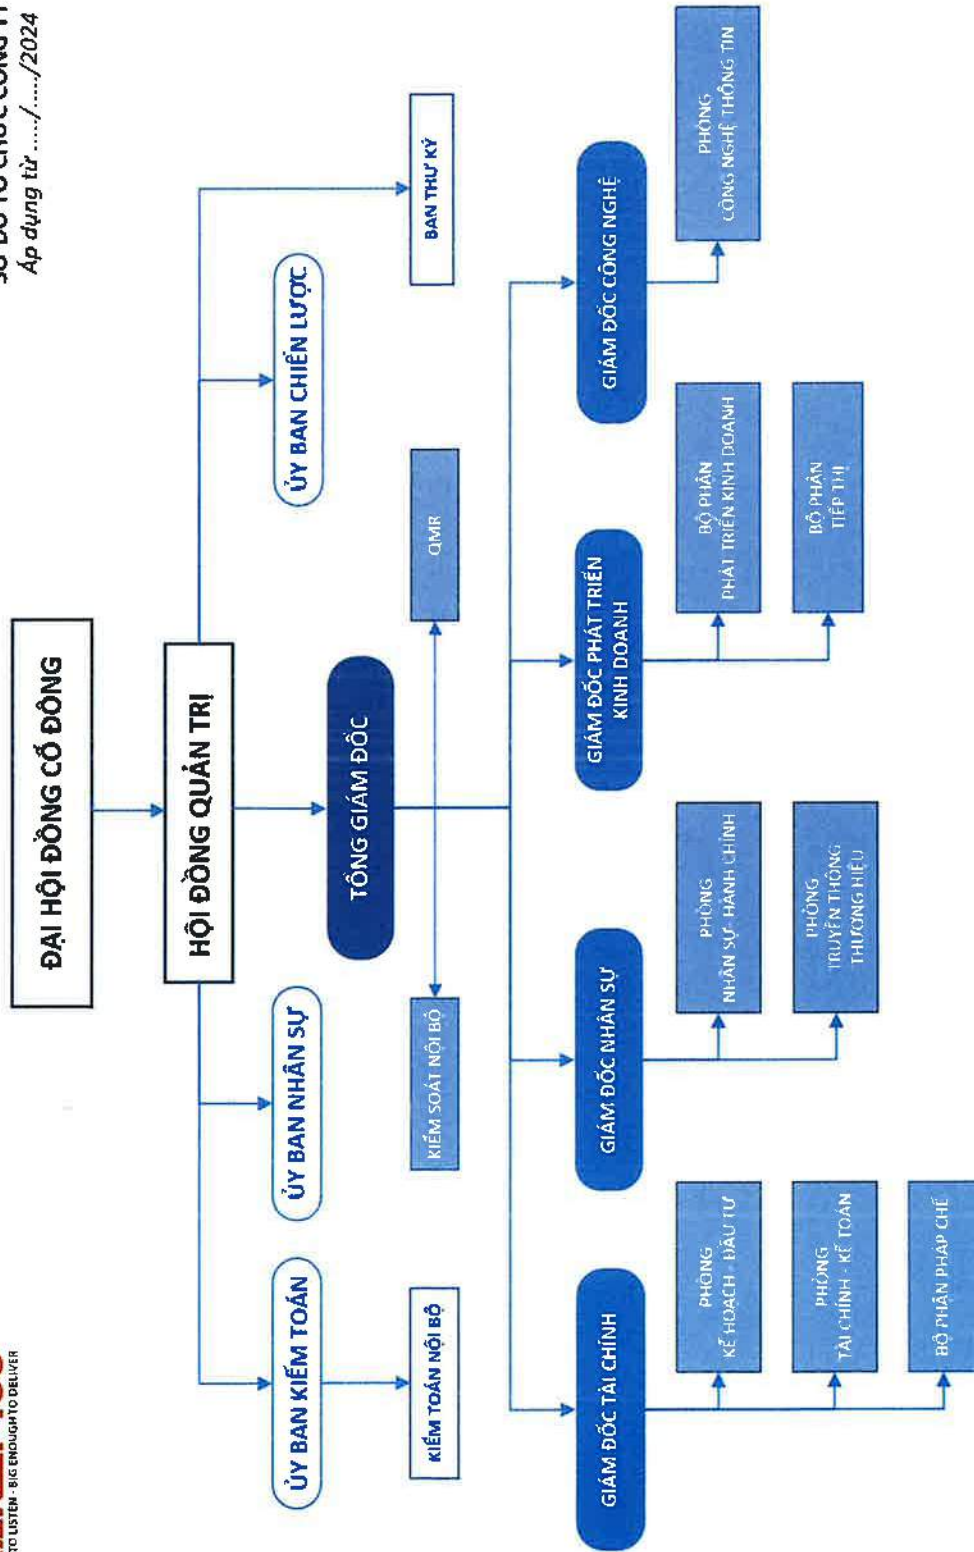 TO LISTEN - BIG ENOUGH TO DELIVER
SƠ ĐỒ TỔ CHỨC CÔNG TY
Áp dụng từ ...../...../2024
ĐẠI HỘI ĐỒNG CỔ ĐÔNG
HỘI ĐỒNG QUẢN TRỊ
ỦY BAN KIỂM TOÁN
ỦY BAN NHÂN SỰ
TỔNG GIÁM ĐỐC
ỦY BAN CHIẾN LƯỢC
KIỂM TOÁN NỘI BỘ
KIỂM SOÁT NỘI BỘ
QMR
BAN THƯ KÝ
GIÁM ĐỐC TÀI CHÍNH
GIÁM ĐỐC NHÂN SỰ
GIÁM ĐỐC PHÁT TRIỂN
KINH DOANH
GIÁM ĐỐC CÔNG NGHỆ
PHÒNG
KẾ HOẠCH - ĐẦU TƯ
PHÒNG
NHÂN SỰ - HÀNH CHÍNH
BỘ PHẬN
PHÁT TRIỂN KINH DOANH
PHÒNG
CÔNG NGHỆ THÔNG TIN
PHÒNG
TÀI CHÍNH - KẾ TOÁN
PHÒNG
TRUYỀN THÔNG
THƯƠNG HIỆU
BỘ PHẬN
TIẾP THỊ
BỘ PHẬN PHÁP CHẾ